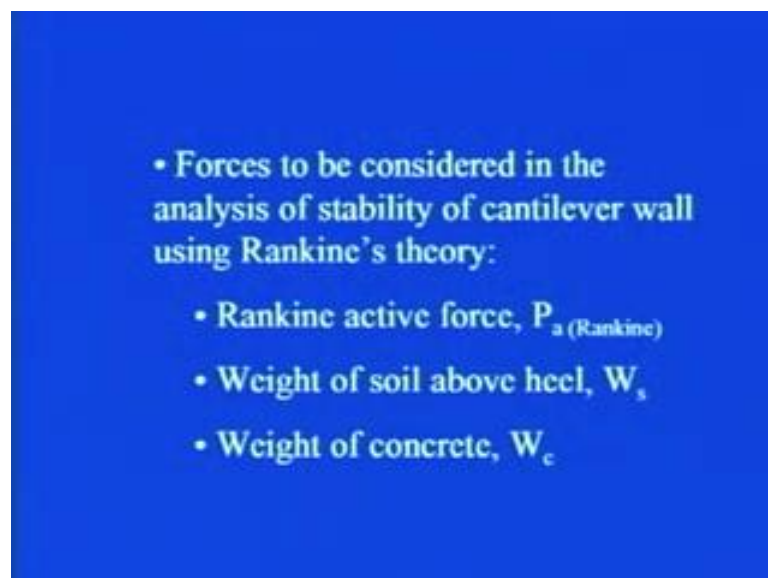 • Forces to be considered in the
analysis of stability of cantilever wall
using Rankine's theory:
• Rankine active force, Pa (Rankine)
• Weight of soil above heel, Ws
• Weight of concrete, Wc